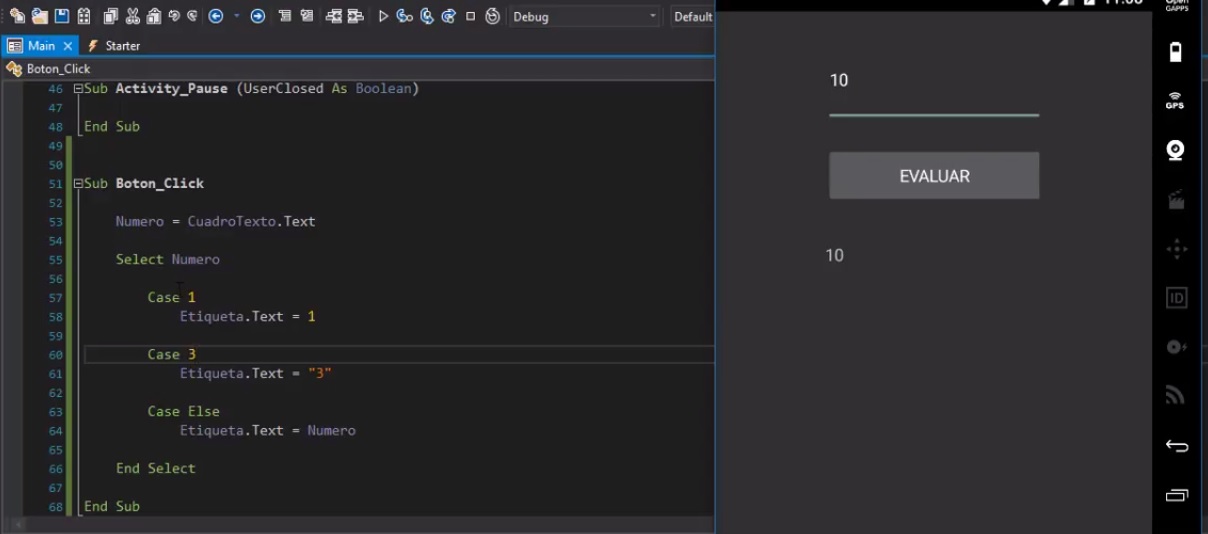 Debug
Default
Main
Starter
Boton_Click
46 Sub Activity_Pause (UserClosed As Boolean)
47
48 End Sub
49
50
51 Sub Boton_Click
52
53 Numero = CuadroTexto.Text
54
55 Select Numero
56
57 Case 1
58 Etiqueta.Text = 1
59
60 Case 3
61 Etiqueta.Text = "3"
62
63 Case Else
64 Etiqueta.Text = Numero
65
66 End Select
67
68 End Sub
10
EVALUAR
10
GAPPS
GPS
ID